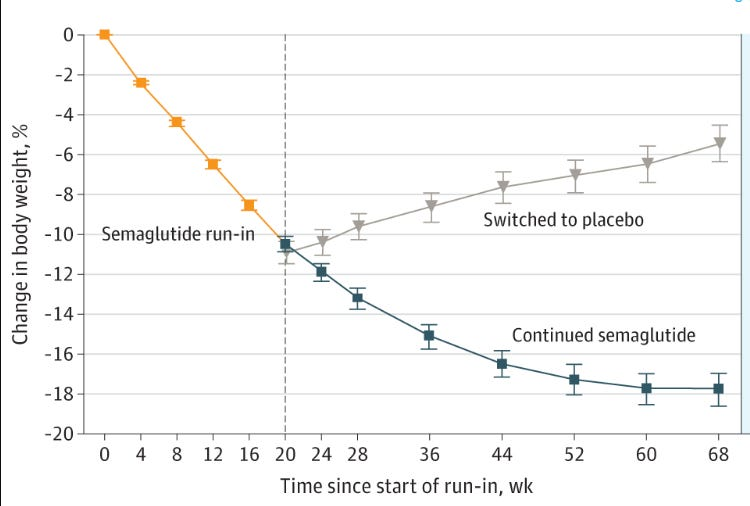 0
-2
-4
-6
-8
-10
-12
-14
-16
-18
-20
Change in body weight, %
Semaglutide run-in
Switched to placebo
Continued semaglutide
0 4 8 12 16 20 24 28 36 44 52 60 68
Time since start of run-in, wk